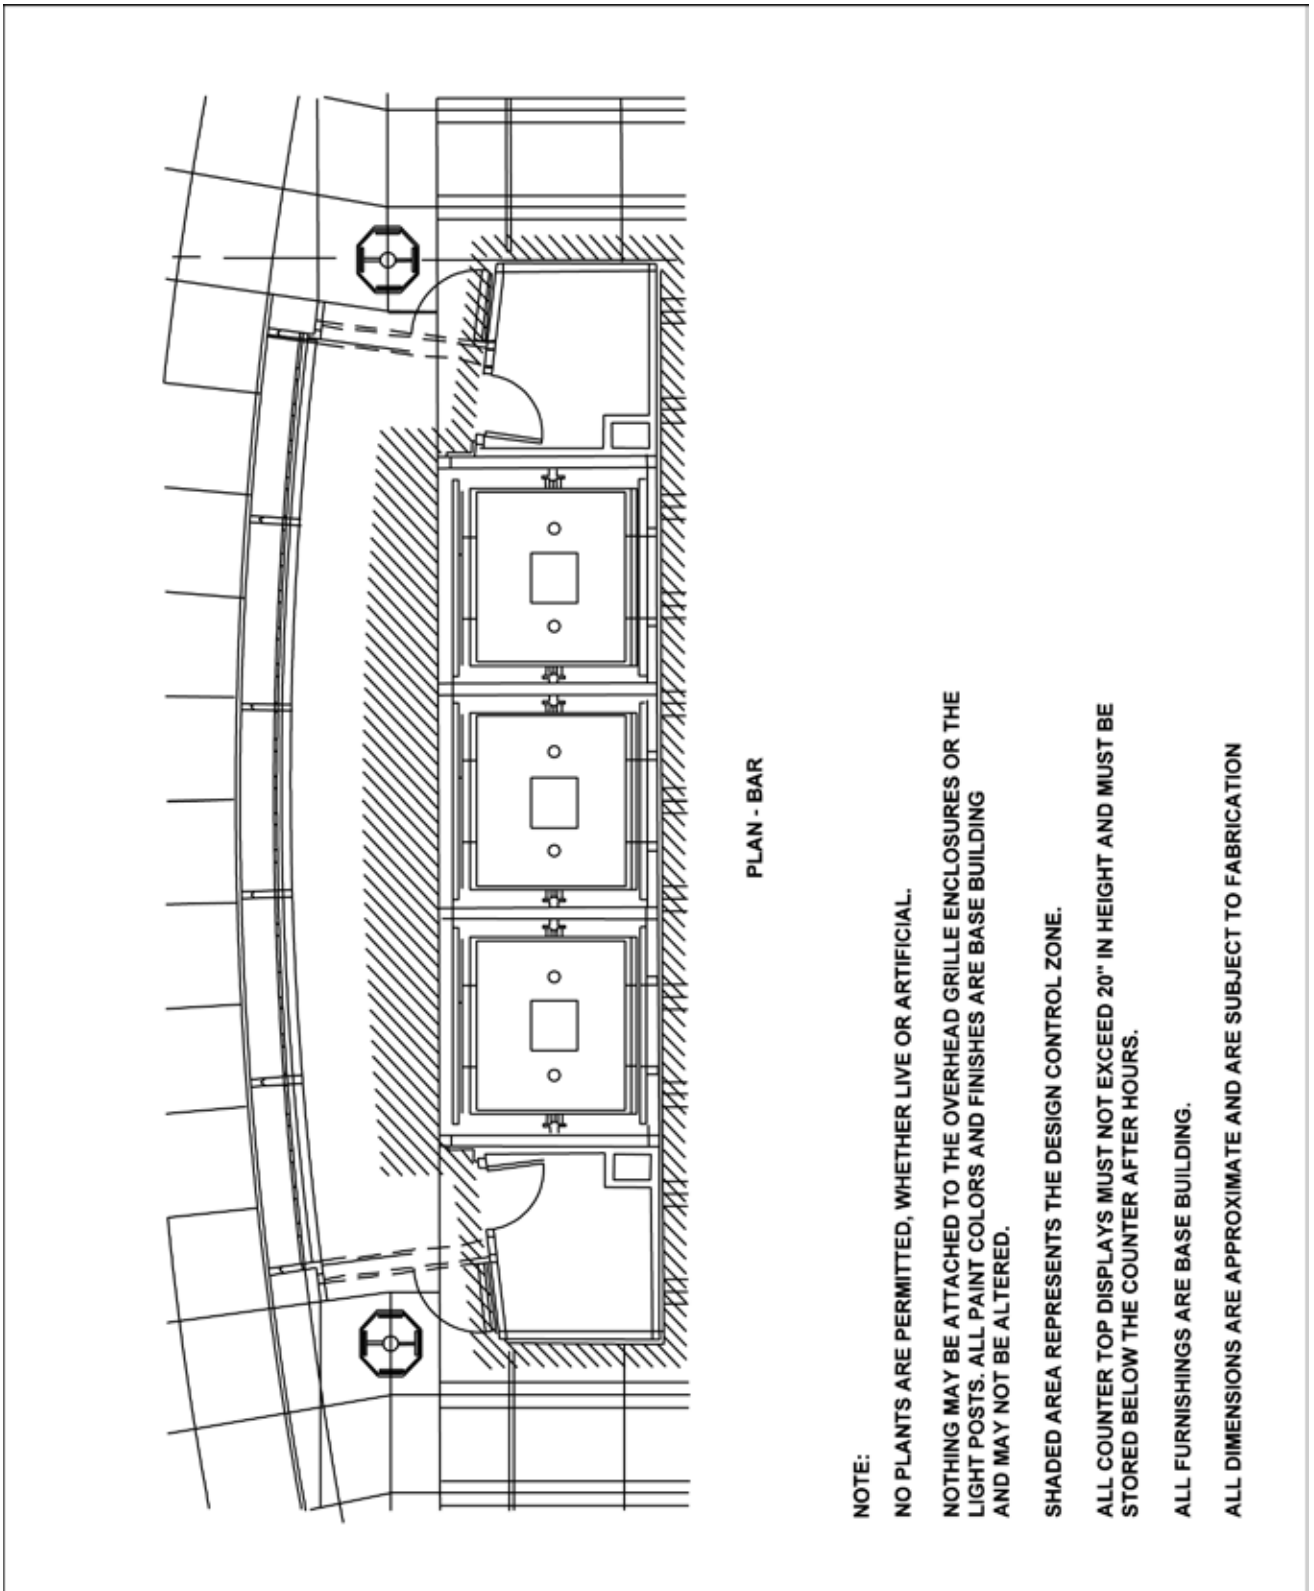 PLAN - BAR
NOTE:
NO PLANTS ARE PERMITTED, WHETHER LIVE OR ARTIFICIAL.
NOTHING MAY BE ATTACHED TO THE OVERHEAD GRILLE ENCLOSURES OR THE
LIGHT POSTS. ALL PAINT COLORS AND FINISHES ARE BASE BUILDING
AND MAY NOT BE ALTERED.
SHADED AREA REPRESENTS THE DESIGN CONTROL ZONE.
ALL COUNTER TOP DISPLAYS MUST NOT EXCEED 20" IN HEIGHT AND MUST BE
STORED BELOW THE COUNTER AFTER HOURS.
ALL FURNISHINGS ARE BASE BUILDING.
ALL DIMENSIONS ARE APPROXIMATE AND ARE SUBJECT TO FABRICATION